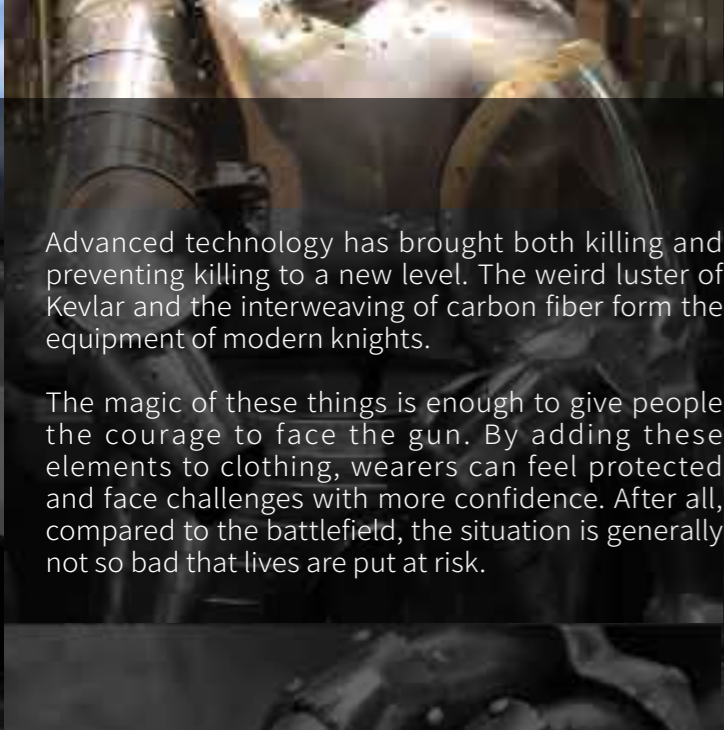 Advanced technology has brought both killing and
preventing killing to a new level. The weird luster of
Kevlar and the interweaving of carbon fiber form the
equipment of modern knights.
The magic of these things is enough to give people
the courage to face the gun. By adding these
elements to clothing, wearers can feel protected
and face challenges with more confidence. After all,
compared to the battlefield, the situation is generally
not so bad that lives are put at risk.